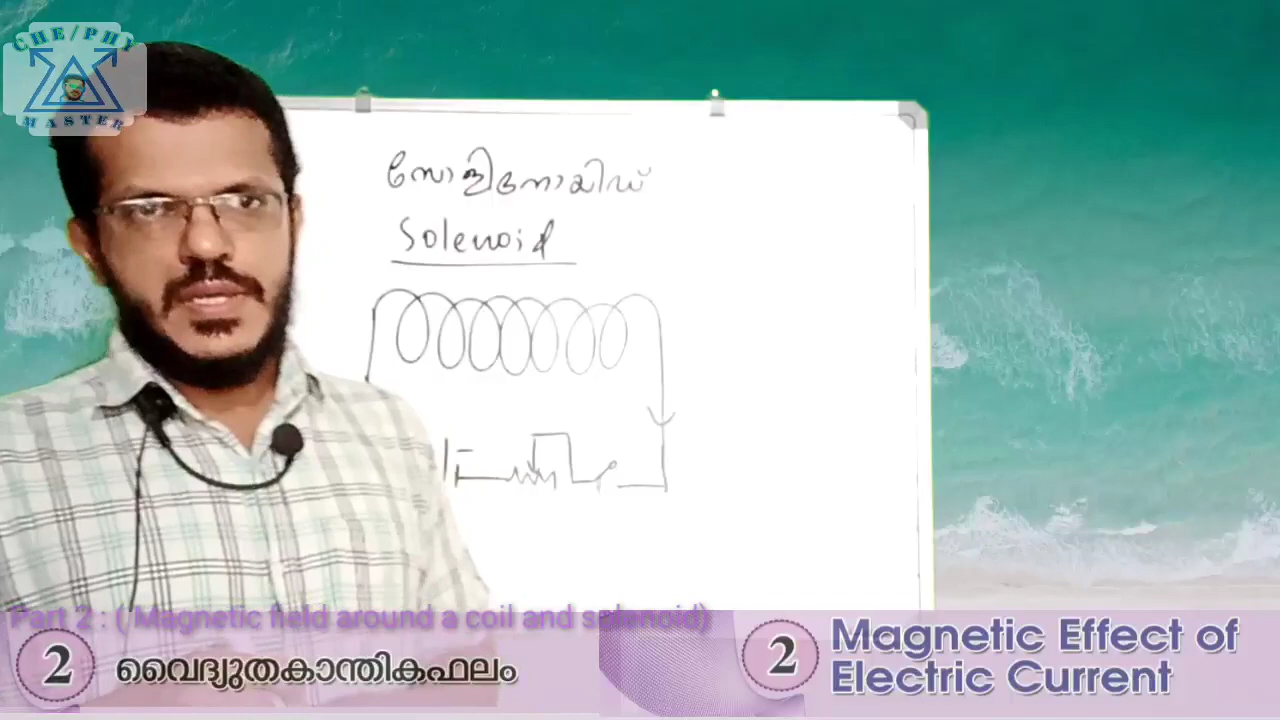 CHE/PHY
MASTER
സോളിനോയിഡ്
Solenoid
Part 2 : ( Magnetic field around a coil and solenoid)
2
വൈദ്യുതകാന്തികഫലം
2
Magnetic Effect of
Electric Current